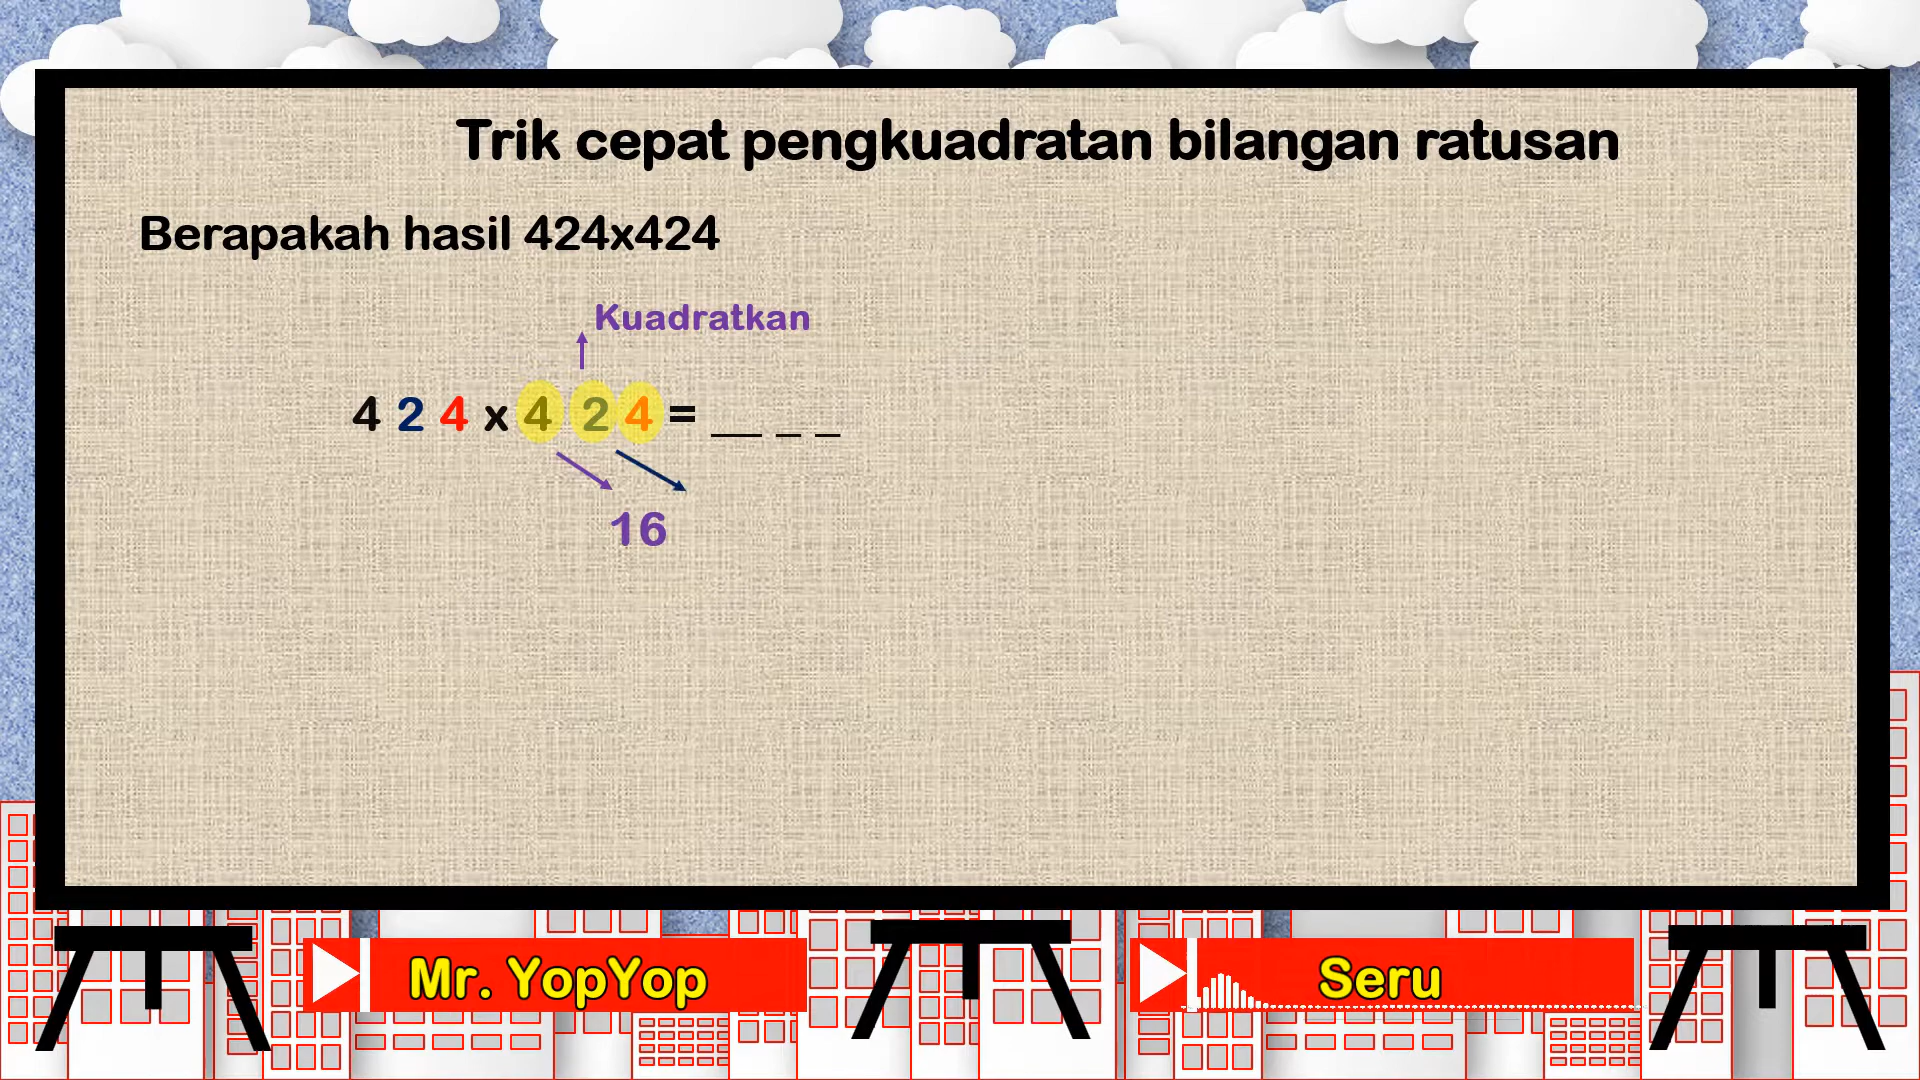 Trik cepat pengkuadratan bilangan ratusan
Berapakah hasil 424x424
Kuadratkan
4 2 4 x 4 2 4 = __ _ _
16
Mr. YopYop
Seru